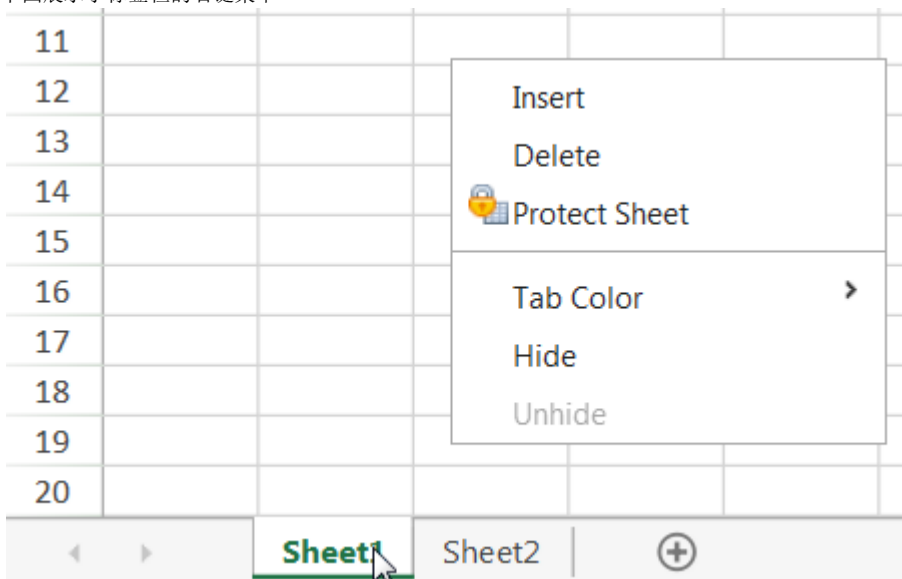 11
12
13
14
15
16
17
18
19
20
Insert
Delete
Protect Sheet
Tab Color
Hide
Unhide
Sheet1
Sheet2